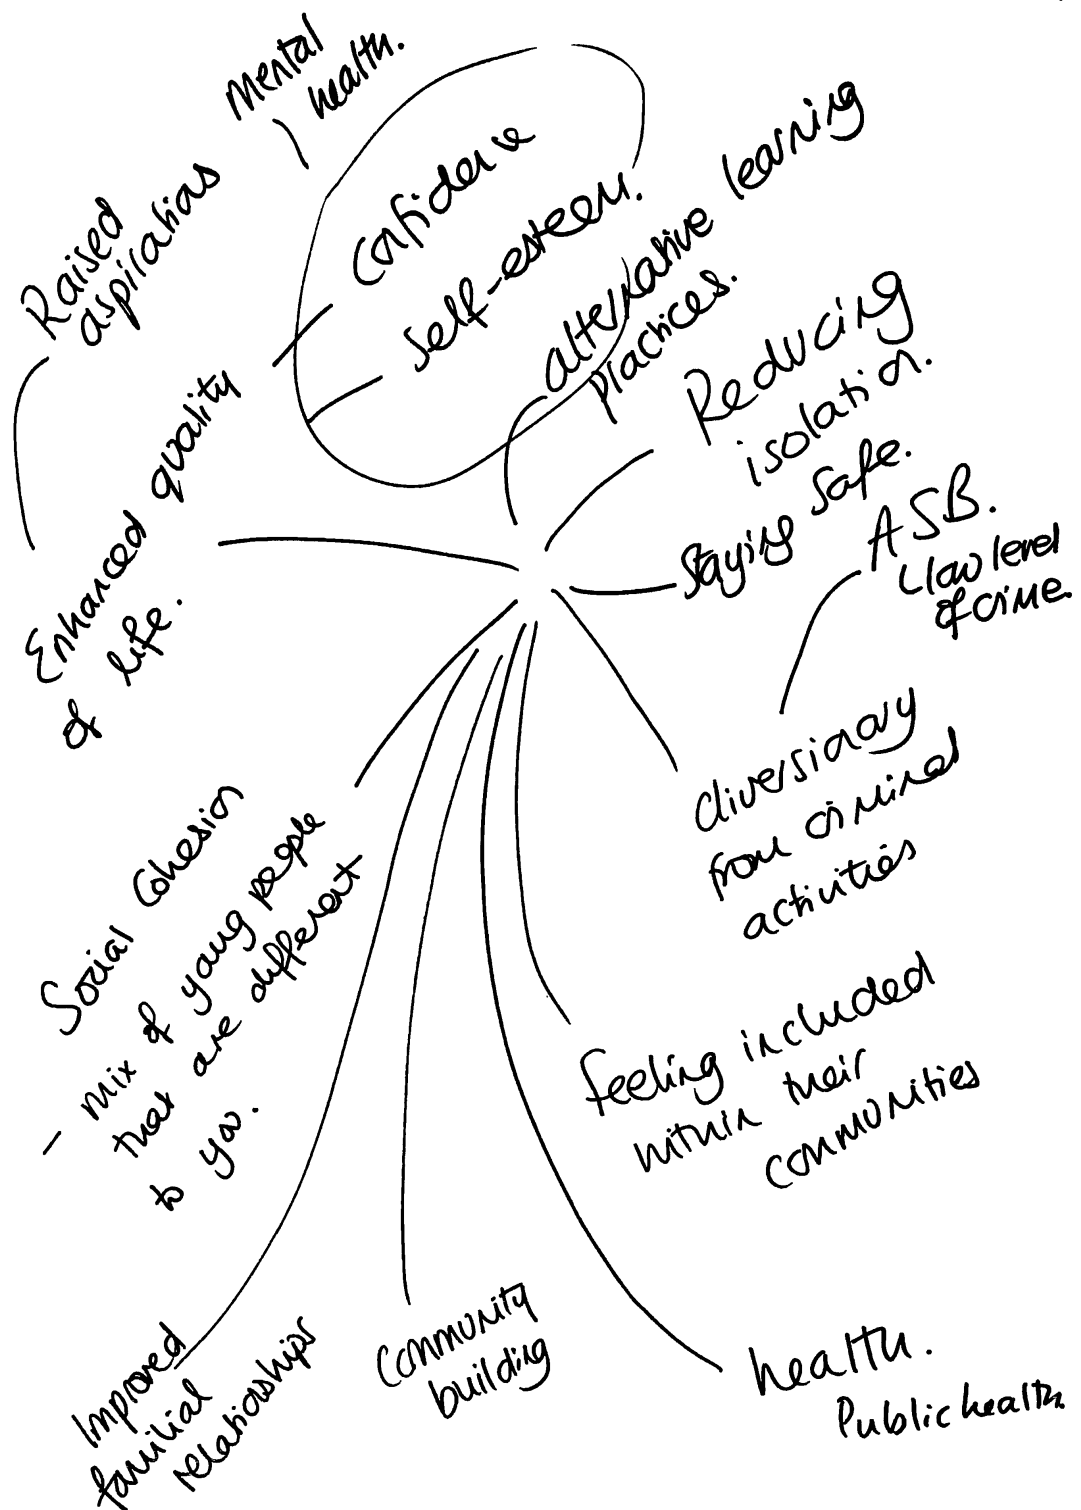 Mental
health.
Raised
aspirations
Confidence
Self-esteem.
alternative learning
practices.
Reducing
isolation.
Staying Safe.
ASB.
Low level
of crime.
Enhanced quality
of life.
diversionary
from criminal
activities
Social Cohesion
- Mix of young people
that are different
to you.
feeling included
within their
communities
Improved
familial
relationships
Community
building
health.
Public health.